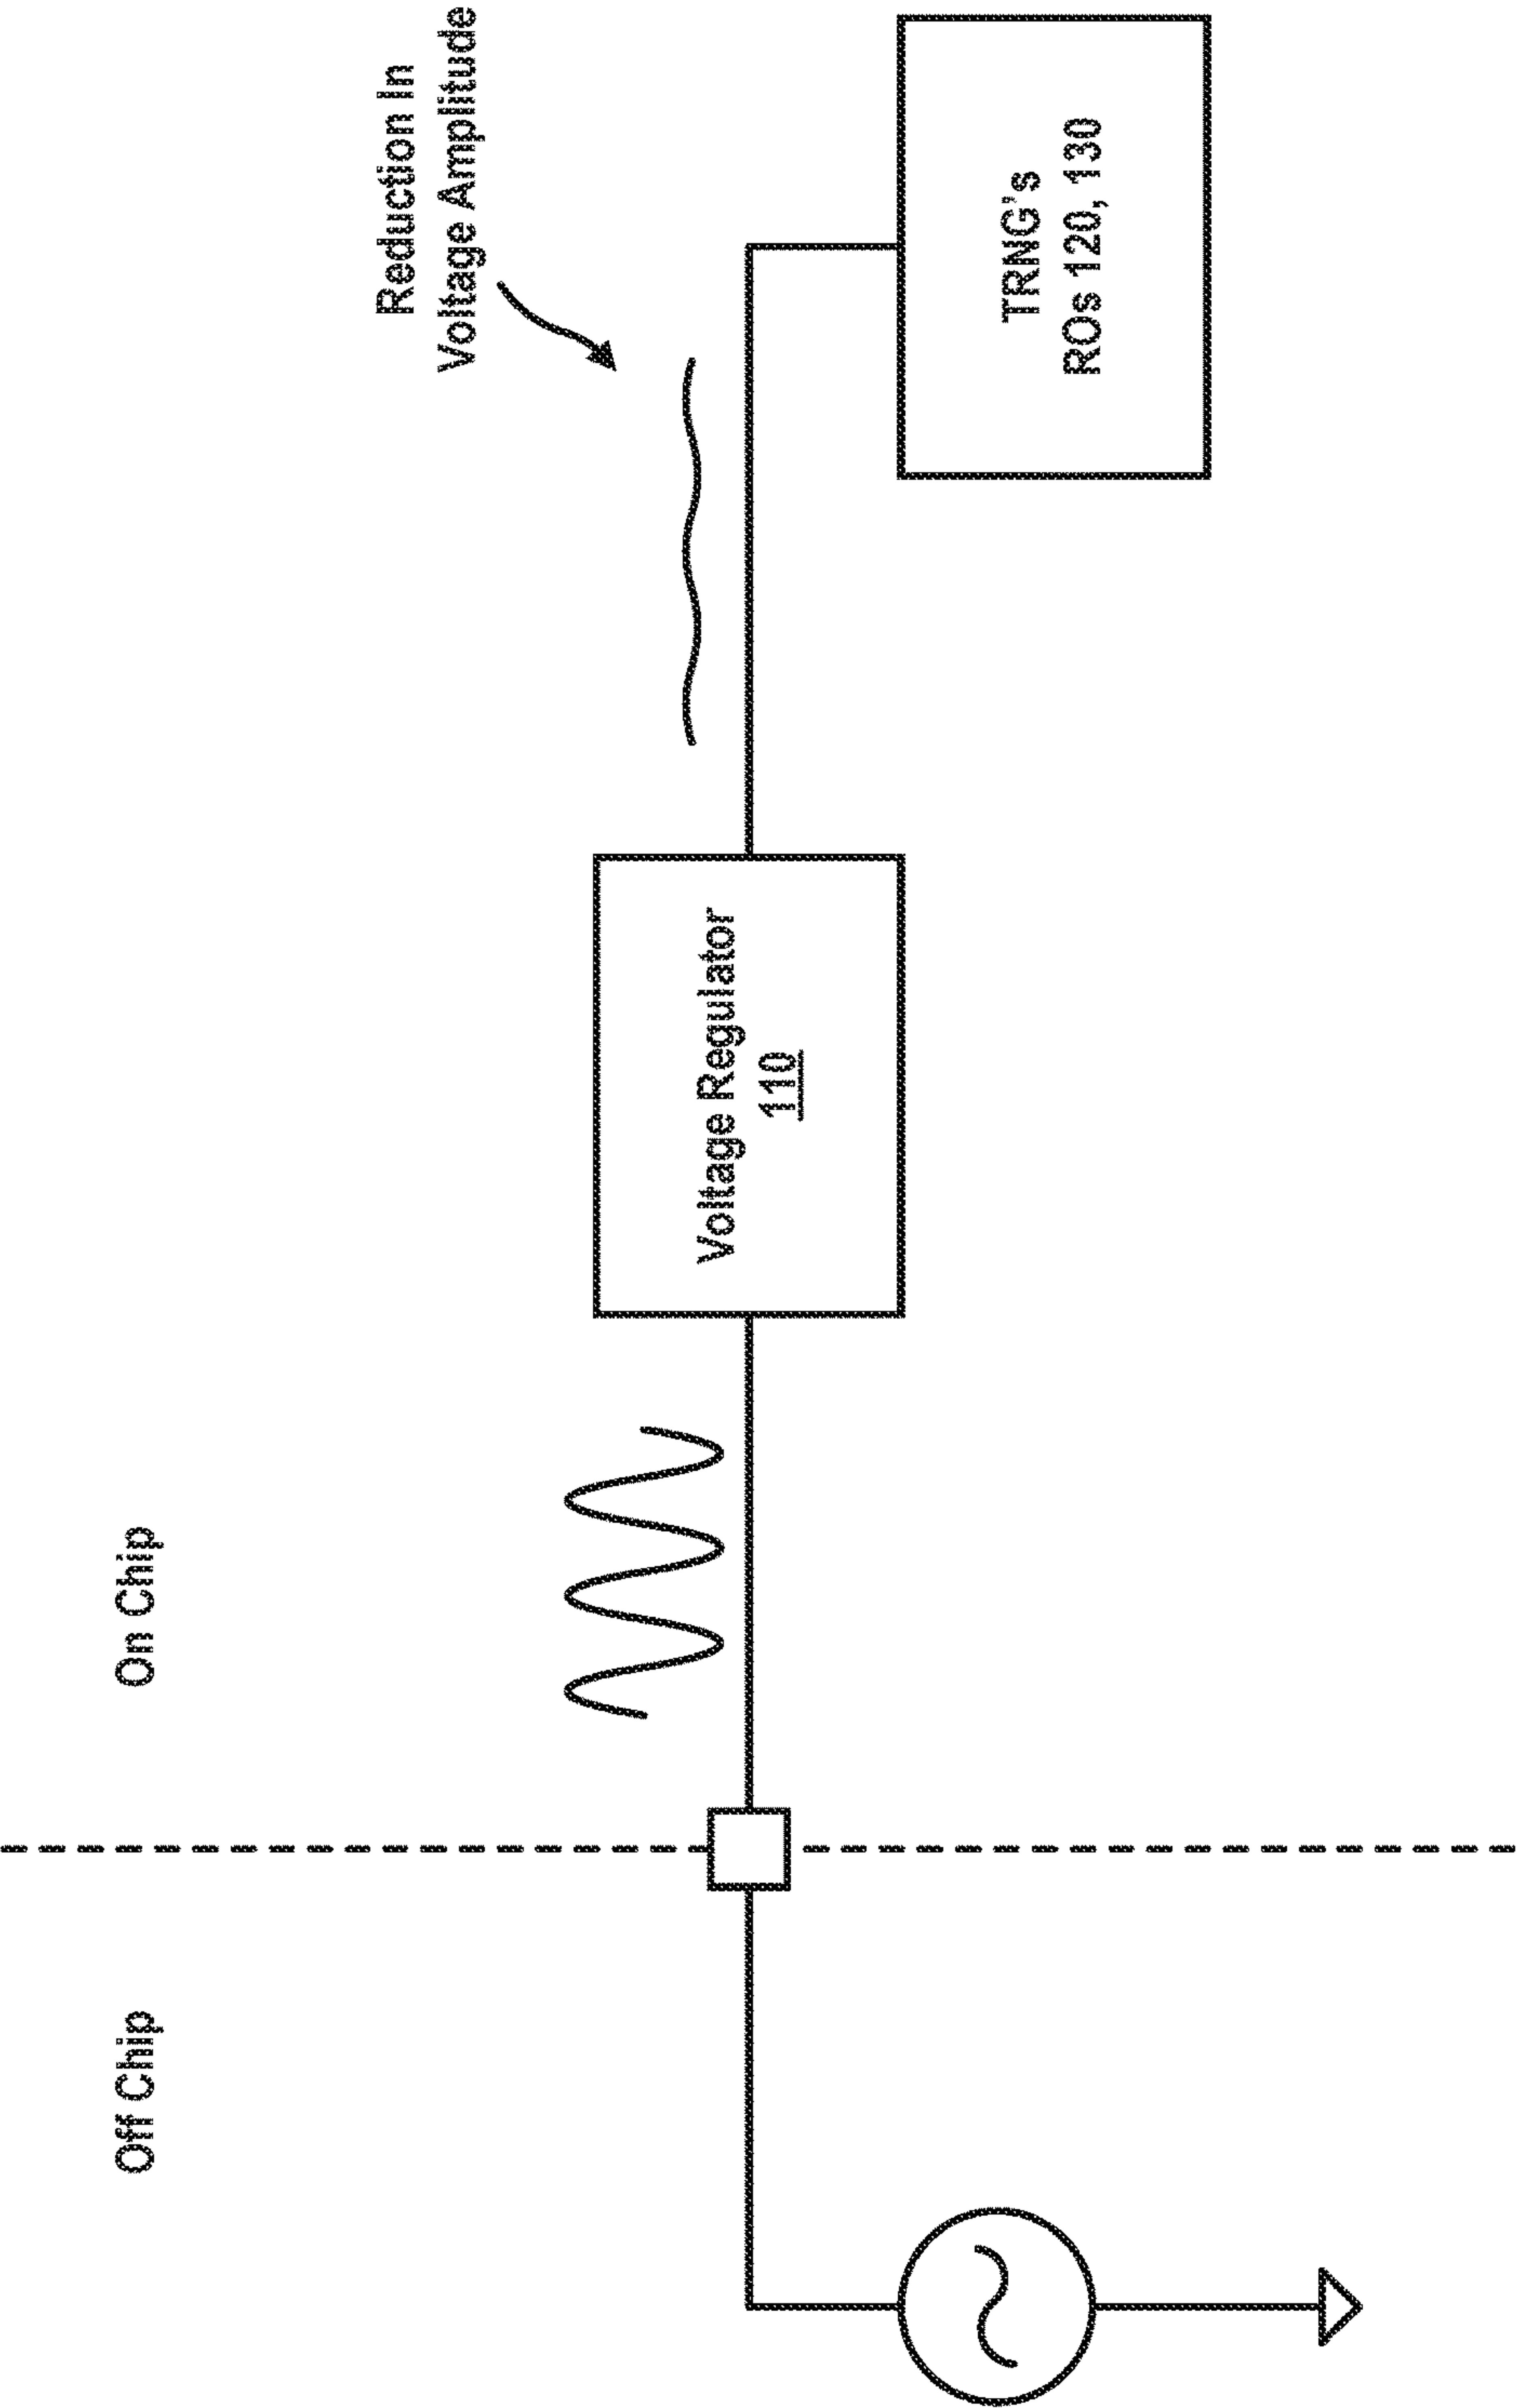 Off Chip
On Chip
Reduction In
Voltage Amplitude
Voltage Regulator
110
TRNG's
ROs 120, 130